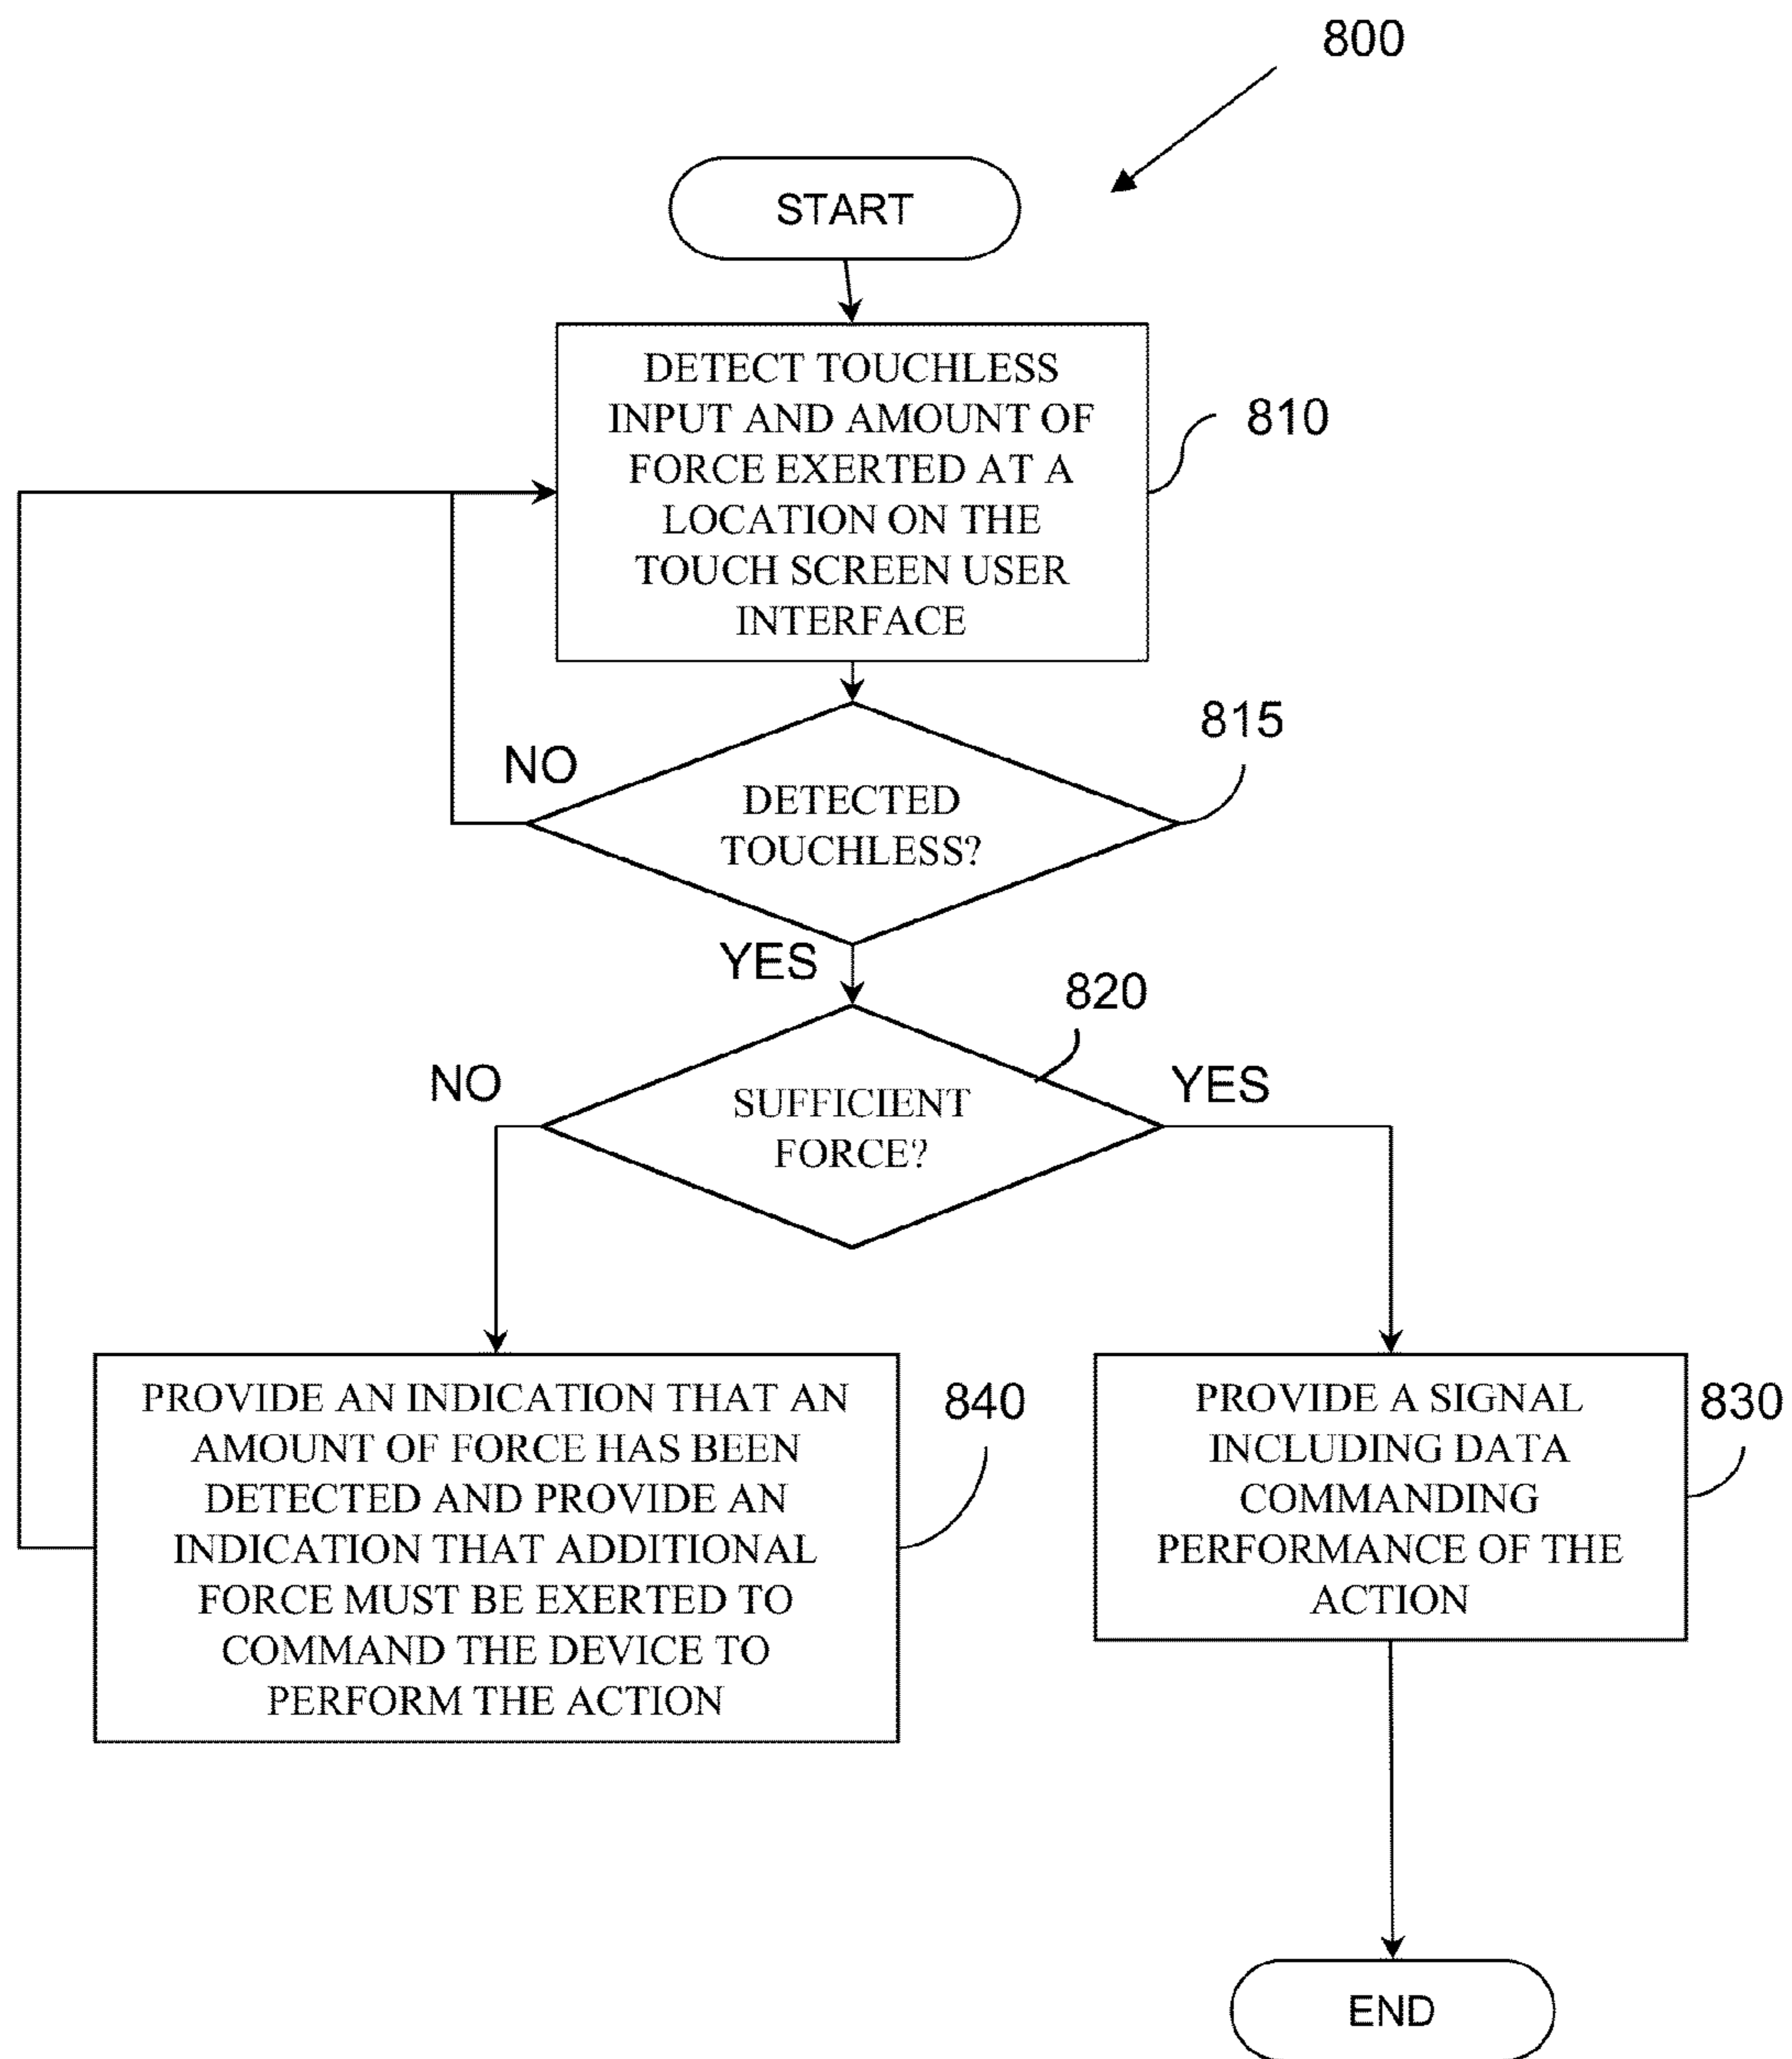 800
START
DETECT TOUCHLESS
INPUT AND AMOUNT OF
FORCE EXERTED AT A
LOCATION ON THE
TOUCH SCREEN USER
INTERFACE
810
815
NO
DETECTED
TOUCHLESS?
YES
820
NO
YES
SUFFICIENT
FORCE?
PROVIDE AN INDICATION THAT AN
AMOUNT OF FORCE HAS BEEN
DETECTED AND PROVIDE AN
INDICATION THAT ADDITIONAL
FORCE MUST BE EXERTED TO
COMMAND THE DEVICE TO
PERFORM THE ACTION
840
PROVIDE A SIGNAL
INCLUDING DATA
COMMANDING
PERFORMANCE OF THE
ACTION
830
END